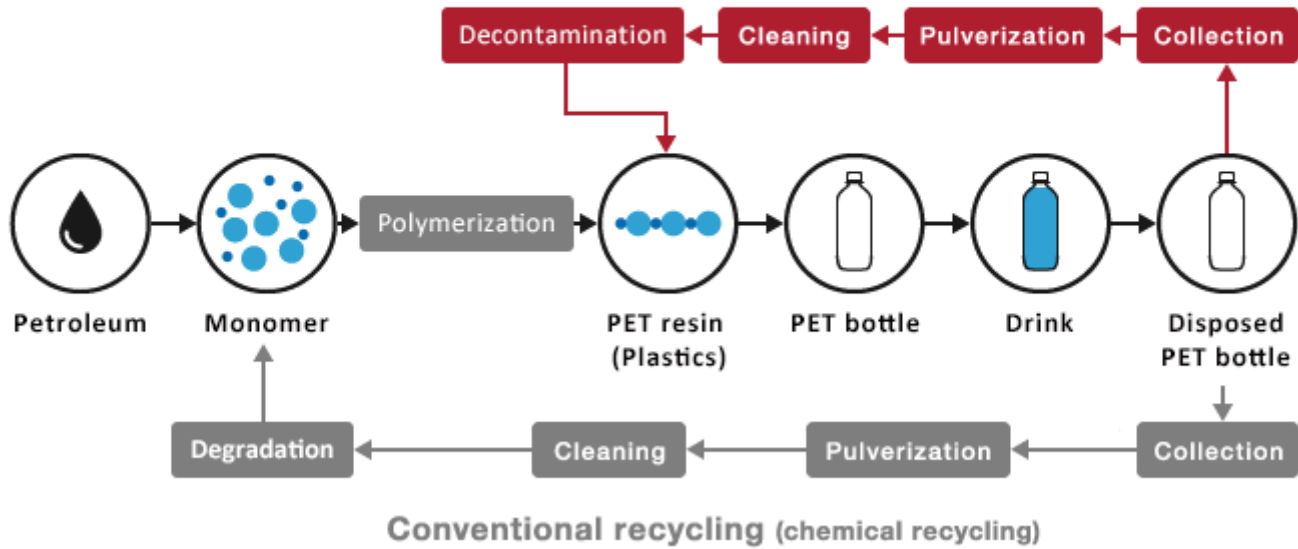 Decontamination
Cleaning
Pulverization
Collection
Polymerization
Petroleum
Monomer
PET resin
(Plastics)
PET bottle
Drink
Disposed
PET bottle
Degradation
Cleaning
Pulverization
Collection
Conventional recycling (chemical recycling)